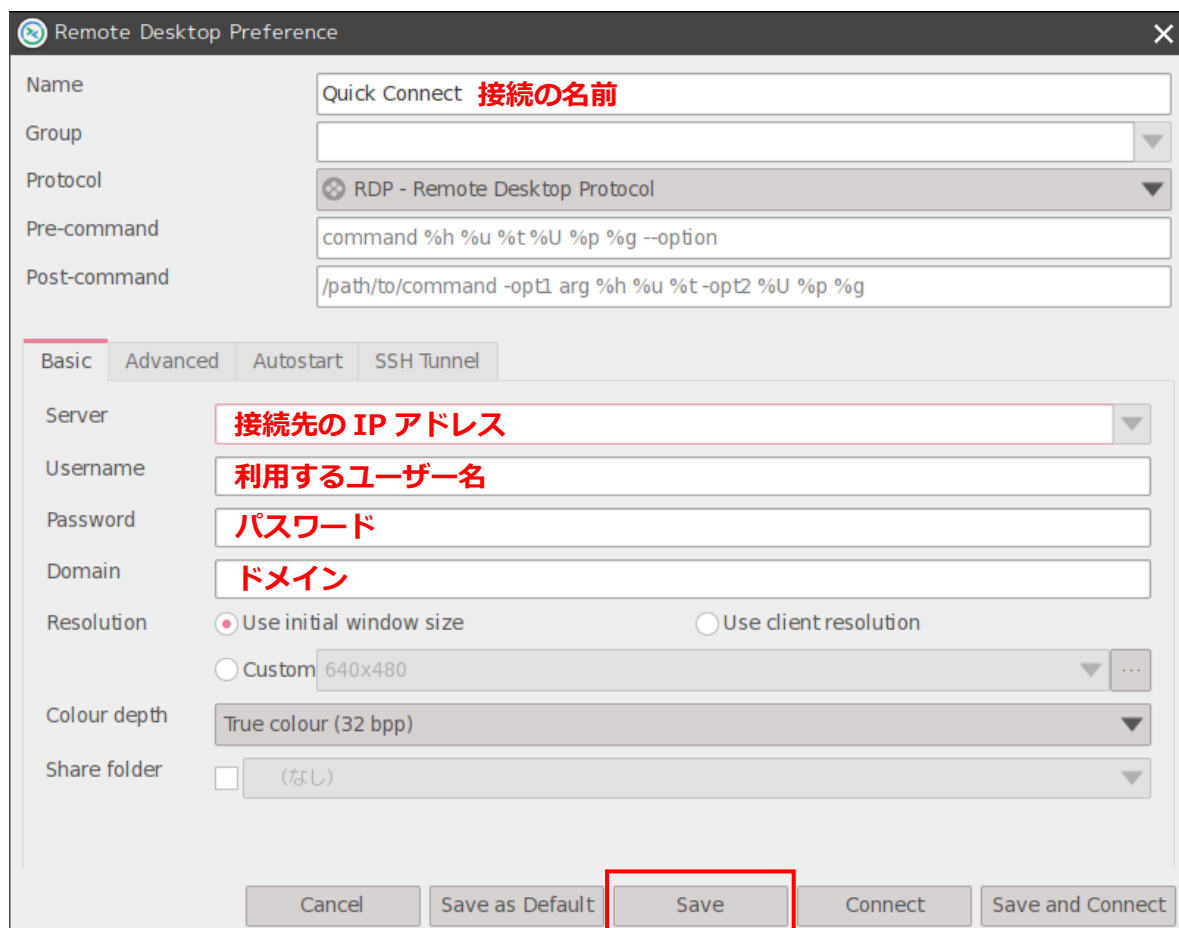 Remote Desktop Preference
Name
Quick Connect 接続の名前
Group
Protocol
RDP - Remote Desktop Protocol
Pre-command
command %h %u %t %U %p %g --option
Post-command
/path/to/command -opt1 arg %h %u %t -opt2 %U %p %g
Basic Advanced Autostart SSH Tunnel
Server
接続先の IP アドレス
Username
利用するユーザー名
Password
パスワード
Domain
ドメイン
Resolution
Use initial window size Use client resolution
Custom 640x480 ...
Colour depth
True colour (32 bpp)
Share folder
(なし)
Cancel Save as Default Save Connect Save and Connect